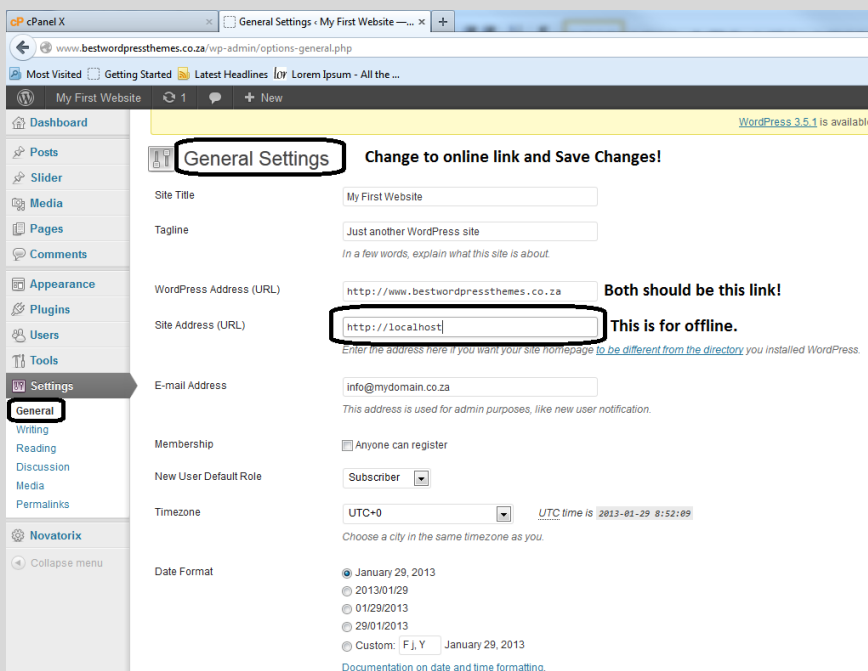 cP cPanel X × General Settings ‹ My First Website —... × +
www.bestwordpressthemes.co.za/wp-admin/options-general.php
Most Visited Getting Started Latest Headlines Lorem Ipsum - All the ...
My First Website 1 + New
Dashboard
WordPress 3.5.1 is available
Posts
Slider
Media
Pages
Comments
Appearance
Plugins
Users
Tools
Settings
General
Writing
Reading
Discussion
Media
Permalinks
Novatorix
Collapse menu
General Settings
Change to online link and Save Changes!
Site Title
My First Website
Tagline
Just another WordPress site
In a few words, explain what this site is about.
WordPress Address (URL)
http://www.bestwordpressthemes.co.za
Both should be this link!
Site Address (URL)
http://localhost
This is for offline.
Enter the address here if you want your site homepage to be different from the directory you installed WordPress.
E-mail Address
info@mydomain.co.za
This address is used for admin purposes, like new user notification.
Membership
Anyone can register
New User Default Role
Subscriber
Timezone
UTC+0
UTC time is 2013-01-29 8:52:09
Choose a city in the same timezone as you.
Date Format
January 29, 2013
2013/01/29
01/29/2013
29/01/2013
Custom: F j, Y January 29, 2013
Documentation on date and time formatting.